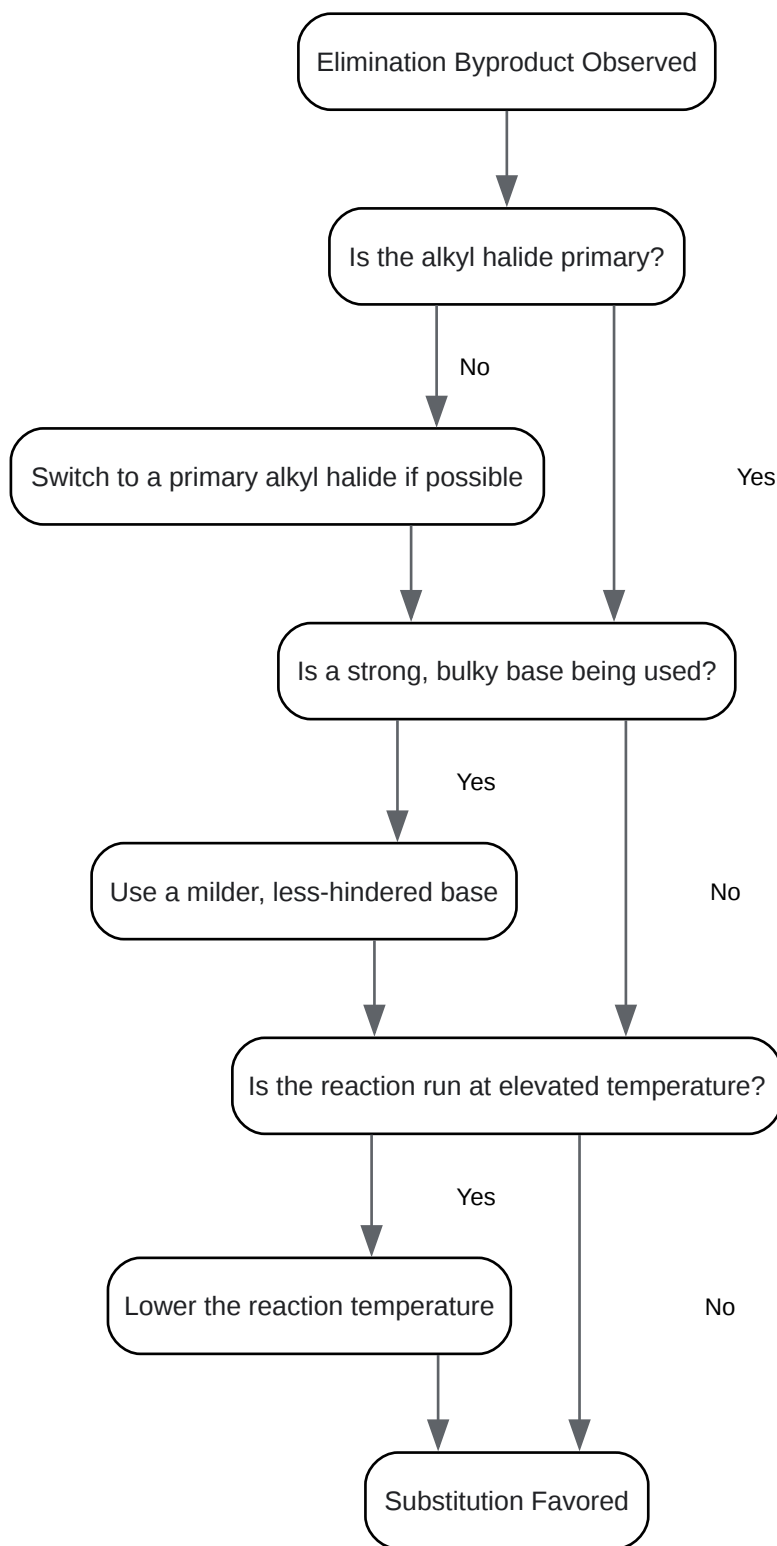 Elimination Byproduct Observed
Is the alkyl halide primary?
No
Switch to a primary alkyl halide if possible
Yes
Is a strong, bulky base being used?
Yes
Use a milder, less-hindered base
No
Is the reaction run at elevated temperature?
Yes
Lower the reaction temperature
No
Substitution Favored